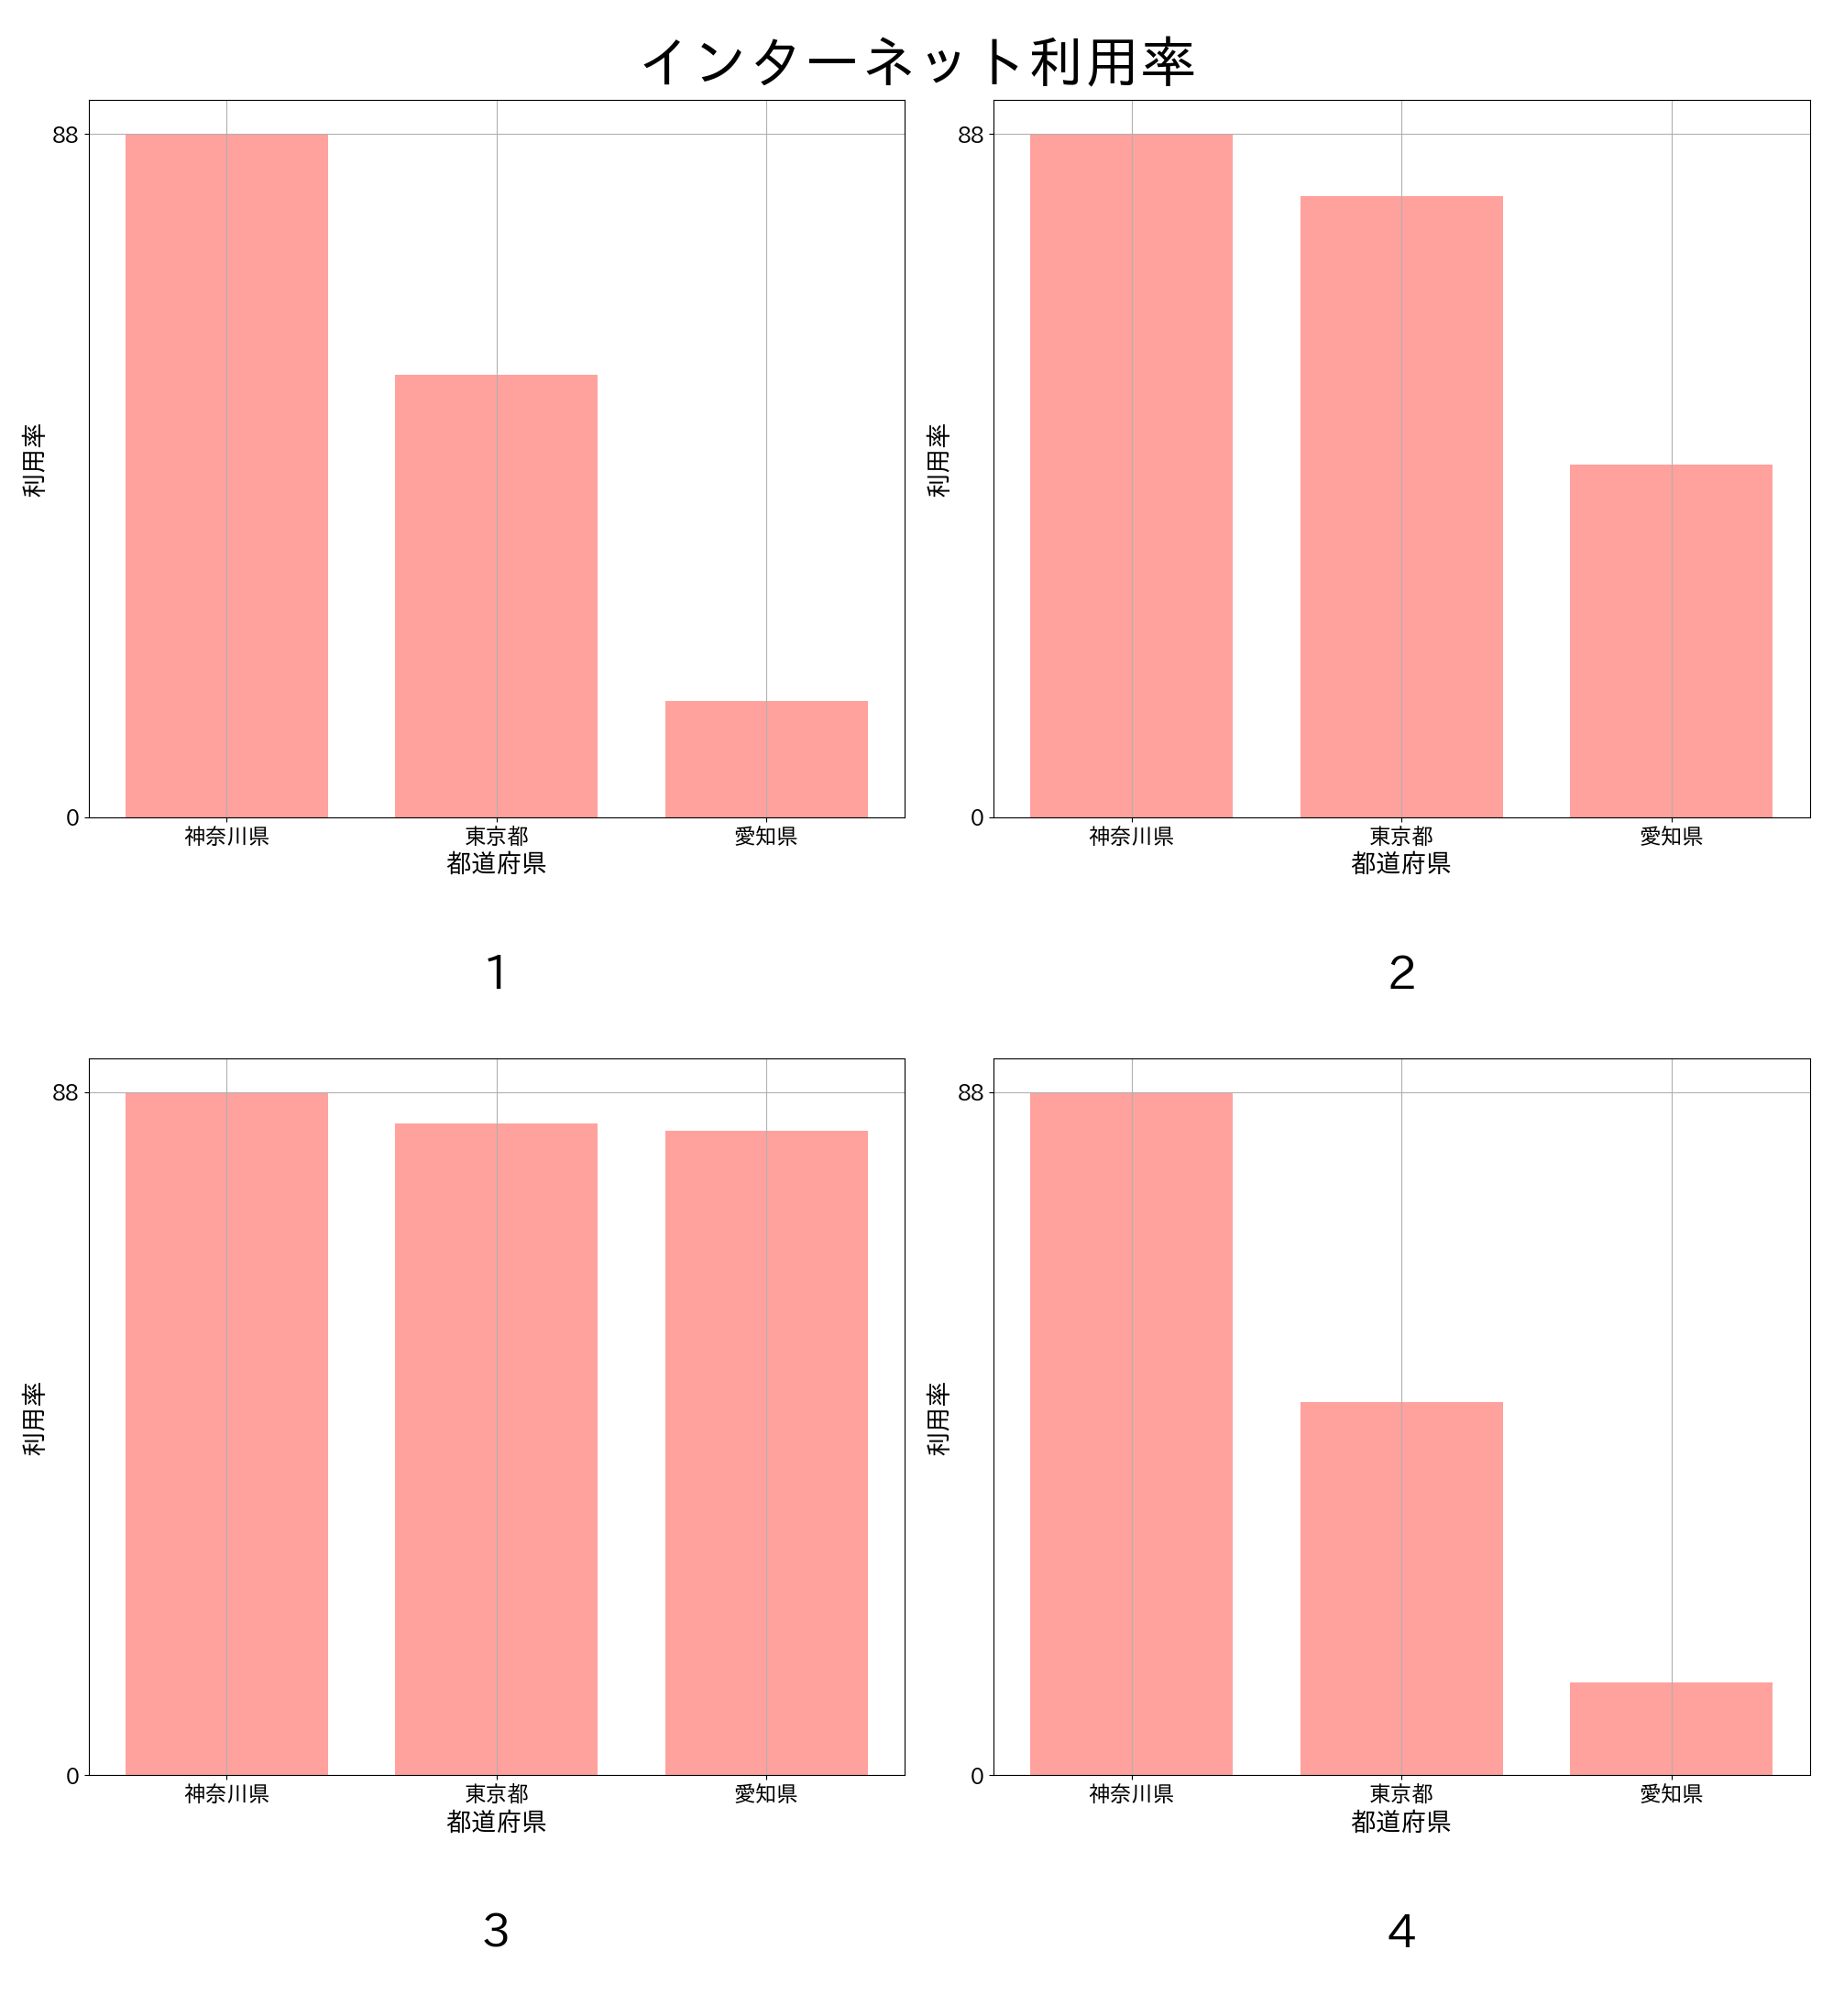 インターネット利用率
88
0
利用率
神奈川県 東京都 愛知県
都道府県
1
88
0
利用率
神奈川県 東京都 愛知県
都道府県
2
88
0
利用率
神奈川県 東京都 愛知県
都道府県
3
88
0
利用率
神奈川県 東京都 愛知県
都道府県
4